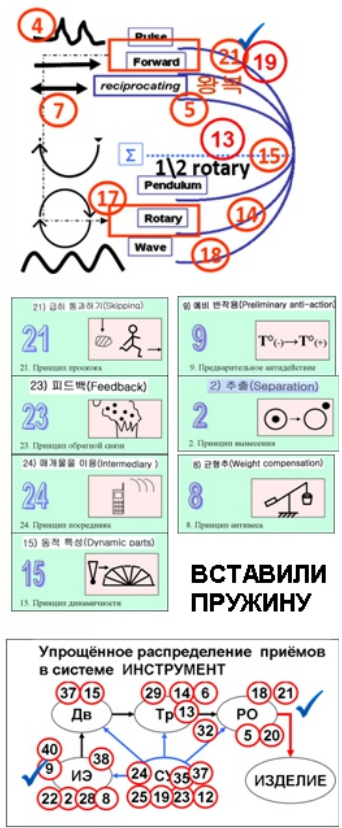 4
Pulse
Forward
21
19
reciprocating
왕복
7
5
13
Σ
15
1\2 rotary
Pendulum
17
Rotary
14
Wave
18
21) 급히 통과하기(Skipping)
21
21. Принцип проскока
9) 예비 반작용(Preliminary anti-action)
9
T°(-)→T°(+)
9. Предварительное антидействие
23) 피드백(Feedback)
23
23. Принцип обратной связи
2) 추출(Separation)
2
2. Принцип вынесения
24) 매개물을 이용(Intermediary )
24
24. Принцип посредника
8) 균형추(Weight compensation)
8
8. Принцип антивеса
15) 동적 특성(Dynamic parts)
15
15. Принцип динамичности
ВСТАВИЛИ
ПРУЖИНУ
Упрощённое распределение приёмов
в системе ИНСТРУМЕНТ
37 15
29 14 6
18 21
Дв
Тр
13
РО
32
5 20
40
9
38
ИЭ
24
СУ
35
37
ИЗДЕЛИЕ
22 2 28 8
25 19 23 12